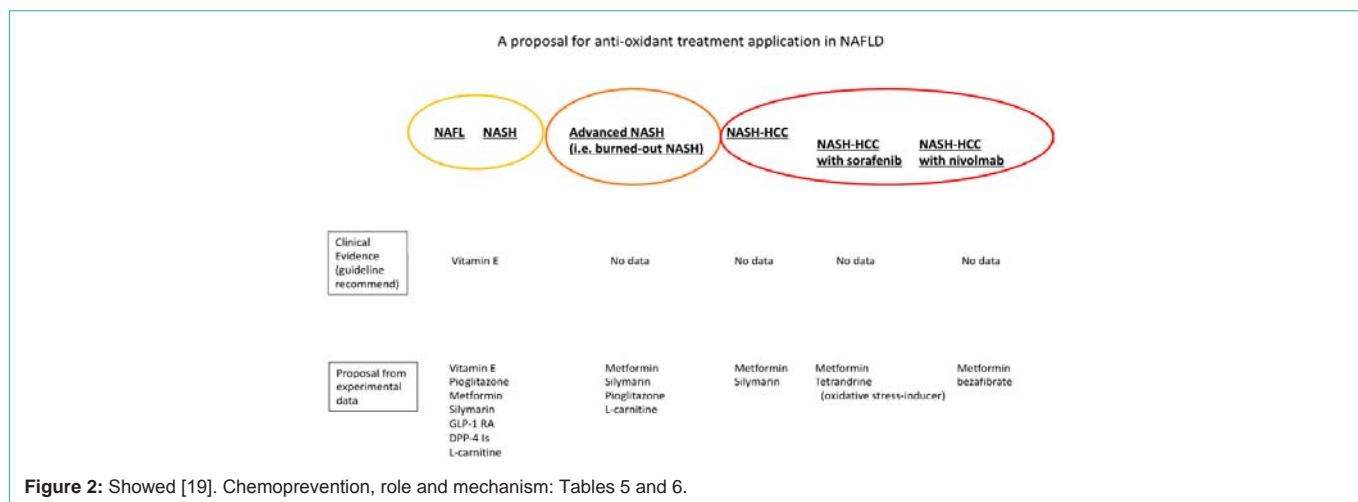 A proposal for anti-oxidant treatment application in NAFLD
NAFL NASH
Advanced NASH
(i.e. burned-out NASH)
NASH-HCC
NASH-HCC
with sorafenib
NASH-HCC
with nivolmab
Clinical
Evidence
(guideline
recommend)
Vitamin E
No data
No data
No data
No data
Proposal from
experimental
data
Vitamin E
Pioglitazone
Metformin
Silymarin
GLP-1 RA
DPP-4 Is
L-carnitine
Metformin
Silymarin
Pioglitazone
L-carnitine
Metformin
Silymarin
Metformin
Tetrandrine
(oxidative stress-inducer)
Metformin
bezafibrate
Figure 2: Showed [19]. Chemoprevention, role and mechanism: Tables 5 and 6.